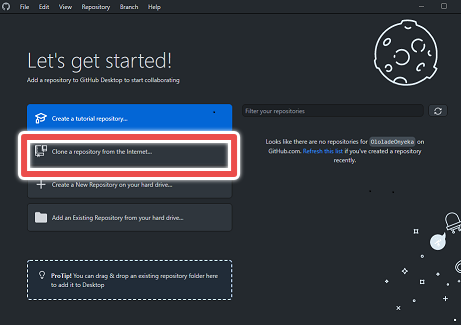 File Edit View Repository Branch Help
Let's get started!
Add a repository to GitHub Desktop to start collaborating
Create a tutorial repository...
Clone a repository from the Internet...
Create a New Repository on your hard drive...
Add an Existing Repository from your hard drive...
ProTip! You can drag & drop an existing repository folder here
to add it to Desktop
Filter your repositories
Looks like there are no repositories for OloladeOnyeka on
GitHub.com. Refresh this list if you've created a repository
recently.